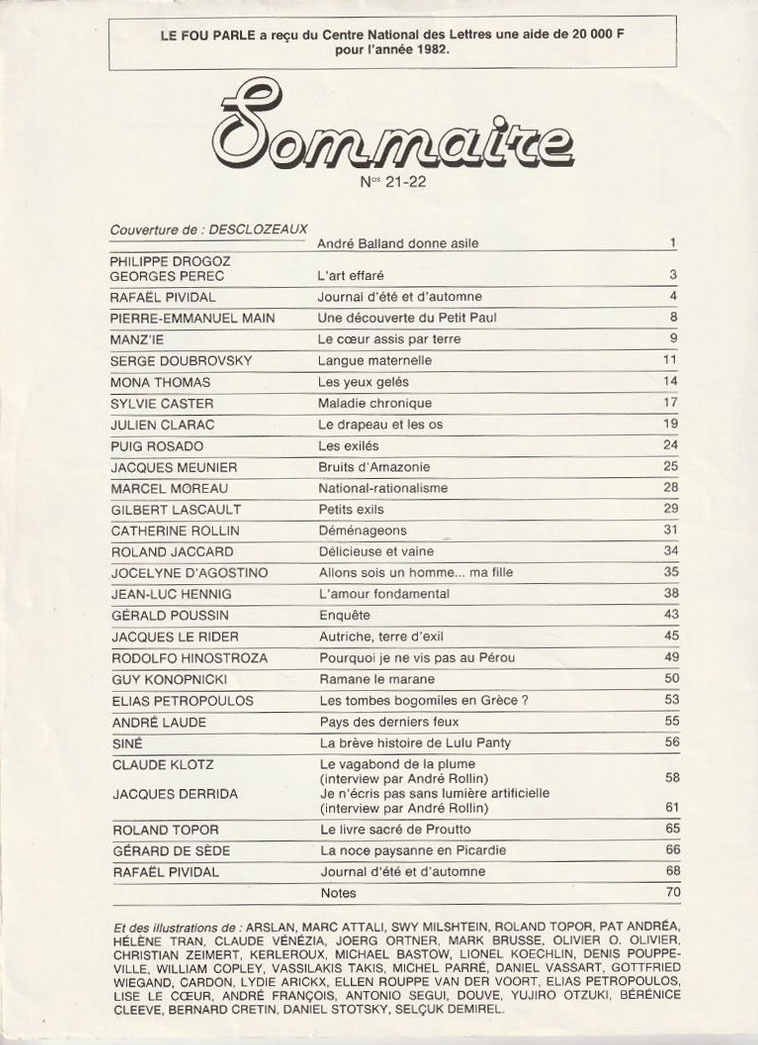 LE FOU PARLE a reçu du Centre National des Lettres une aide de 20 000 F
pour l'année 1982.
Sommaire
Nos 21-22
Couverture de : DESCLOZEAUX
André Balland donne asile 1
PHILIPPE DROGOZ
GEORGES PEREC L'art effaré 3
RAFAËL PIVIDAL Journal d'été et d'automne 4
PIERRE-EMMANUEL MAIN Une découverte du Petit Paul 8
MANZ'IE Le cœur assis par terre 9
SERGE DOUBROVSKY Langue maternelle 11
MONA THOMAS Les yeux gelés 14
SYLVIE CASTER Maladie chronique 17
JULIEN CLARAC Le drapeau et les os 19
PUIG ROSADO Les exilés 24
JACQUES MEUNIER Bruits d'Amazonie 25
MARCEL MOREAU National-rationalisme 28
GILBERT LASCAULT Petits exils 29
CATHERINE ROLLIN Déménageons 31
ROLAND JACCARD Délicieuse et vaine 34
JOCELYNE D'AGOSTINO Allons sois un homme... ma fille 35
JEAN-LUC HENNIG L'amour fondamental 38
GÉRALD POUSSIN Enquête 43
JACQUES LE RIDER Autriche, terre d'exil 45
RODOLFO HINOSTROZA Pourquoi je ne vis pas au Pérou 49
GUY KONOPNICKI Ramane le marane 50
ELIAS PETROPOULOS Les tombes bogomiles en Grèce ? 53
ANDRÉ LAUDE Pays des derniers feux 55
SINÉ La brève histoire de Lulu Panty 56
CLAUDE KLOTZ Le vagabond de la plume
(interview par André Rollin) 58
JACQUES DERRIDA Je n'écris pas sans lumière artificielle
(interview par André Rollin) 61
ROLAND TOPOR Le livre sacré de Proutto 65
GÉRARD DE SÈDE La noce paysanne en Picardie 66
RAFAËL PIVIDAL Journal d'été et d'automne 68
Notes 70
Et des illustrations de : ARSLAN, MARC ATTALI, SWY MILSHTEIN, ROLAND TOPOR, PAT ANDRÉA,
HÉLÈNE TRAN, CLAUDE VÉNÉZIA, JOERG ORTNER, MARK BRUSSE, OLIVIER O. OLIVIER,
CHRISTIAN ZEIMERT, KERLEROUX, MICHAEL BASTOW, LIONEL KOECHLIN, DENIS POUPPE-
VILLE, WILLIAM COPLEY, VASSILAKIS TAKIS, MICHEL PARRÉ, DANIEL VASSART, GOTTFRIED
WIEGAND, CARDON, LYDIE ARICKX, ELLEN ROUPPE VAN DER VOORT, ELIAS PETROPOULOS,
LISE LE CŒUR, ANDRÉ FRANÇOIS, ANTONIO SEGUI, DOUVE, YUJIRO OTZUKI, BÉRÉNICE
CLEEVE, BERNARD CRETIN, DANIEL STOTSKY, SELÇUK DEMIREL.